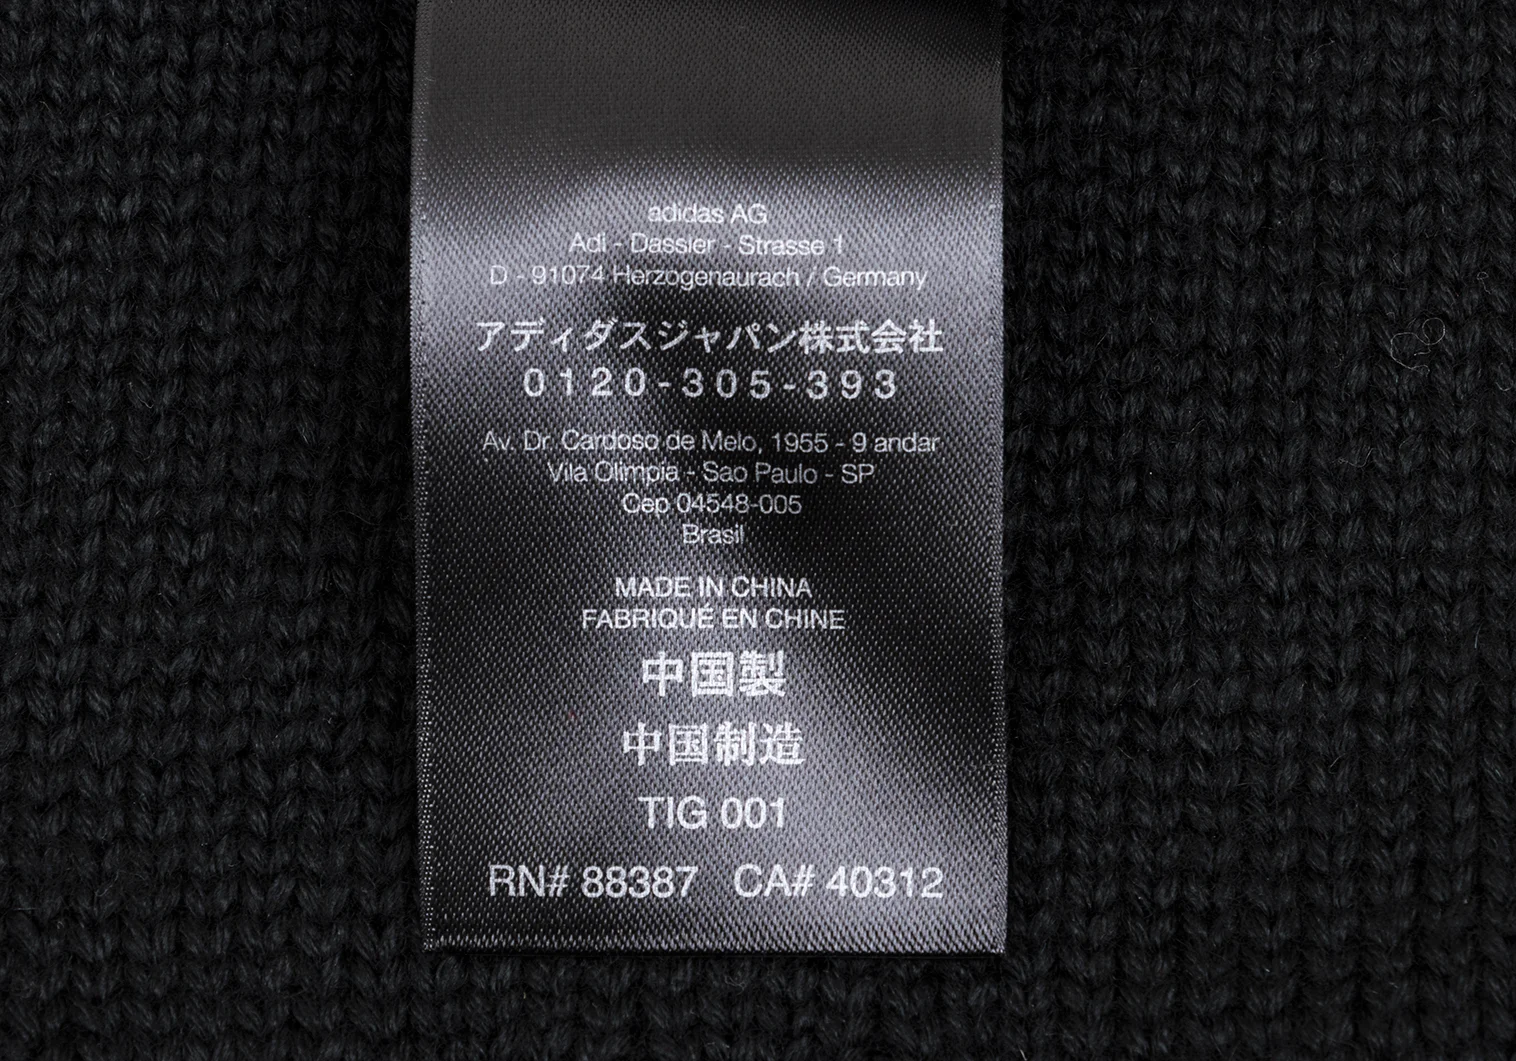 adidas AG
Adi - Dassler - Strasse 1
D - 91074 Herzogenaurach / Germany
アディダスジャパン株式会社
0120-305-393
Av. Dr. Cardoso de Melo, 1955 - 9 andar
Vila Olimpia - Sao Paulo - SP
Cep 04548-005
Brasil
MADE IN CHINA
FABRIQUÉ EN CHINE
中国製
中国制造
TIG 001
RN# 88387 CA# 40312